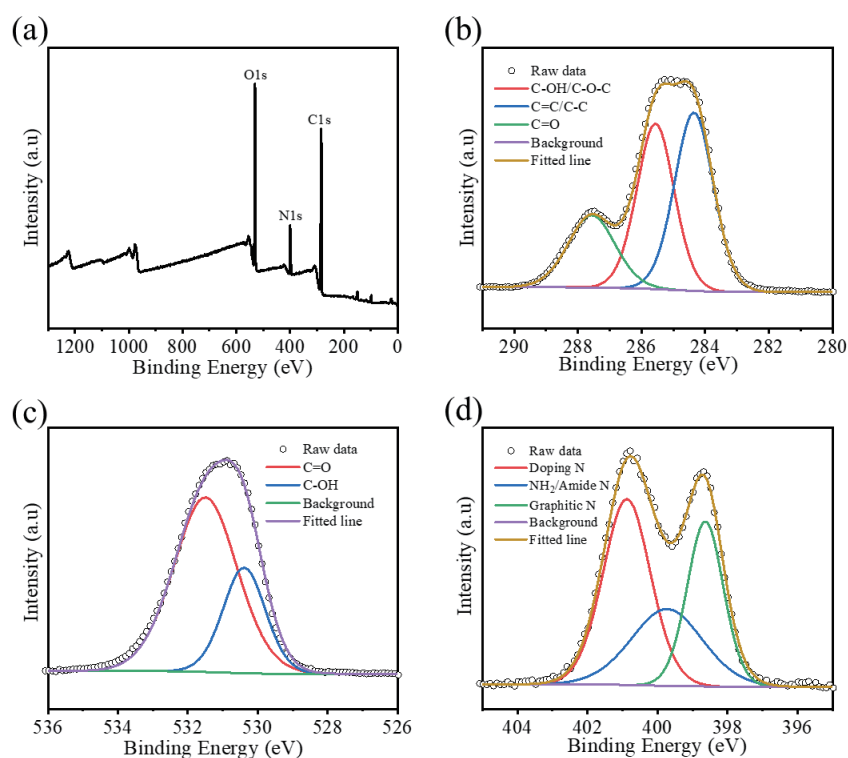 (a)
O1s
C1s
N1s
Intensity (a.u)
1200 1000 800 600 400 200 0
Binding Energy (eV)
(b)
Raw data
C-OH/C-O-C
C=C/C-C
C=O
Background
Fitted line
Intensity (a.u)
290 288 286 284 282 280
Binding Energy (eV)
(c)
Raw data
C=O
C-OH
Background
Fitted line
Intensity (a.u)
536 534 532 530 528 526
Binding Energy (eV)
(d)
Raw data
Doping N
NH₂/Amide N
Graphitic N
Background
Fitted line
Intensity (a.u)
404 402 400 398 396
Binding Energy (eV)